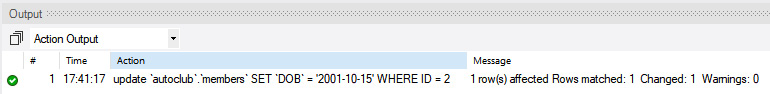 Output
Action Output
# Time Action Message
1 17:41:17 update `autoclub`.`members` SET `DOB` = '2001-10-15' WHERE ID = 2 1 row(s) affected Rows matched: 1 Changed: 1 Warnings: 0